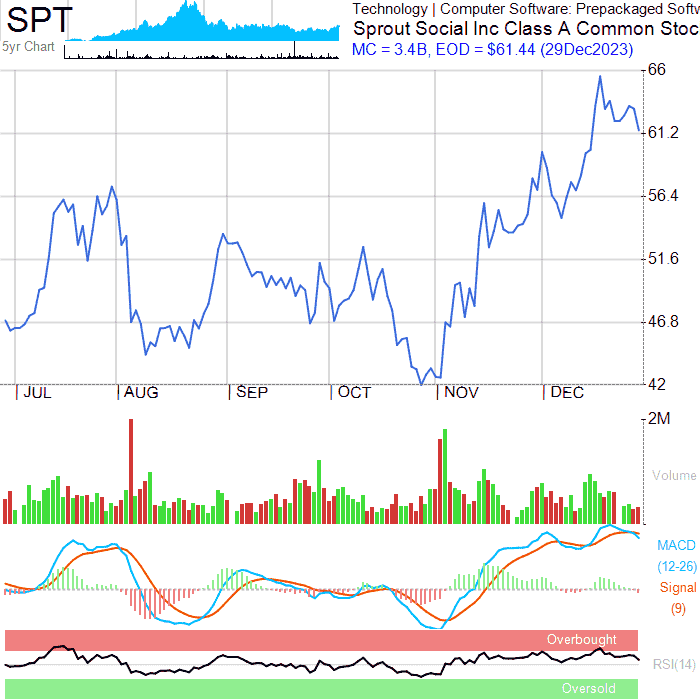 SPT
5yr Chart
Technology | Computer Software: Prepackaged Softw
Sprout Social Inc Class A Common Stoc
MC = 3.4B, EOD = $61.44 (29Dec2023)
66
61.2
56.4
51.6
46.8
42
JUL AUG SEP OCT NOV DEC
2M
Volume
MACD
(12-26)
Signal
(9)
Overbought
RSI(14)
Oversold